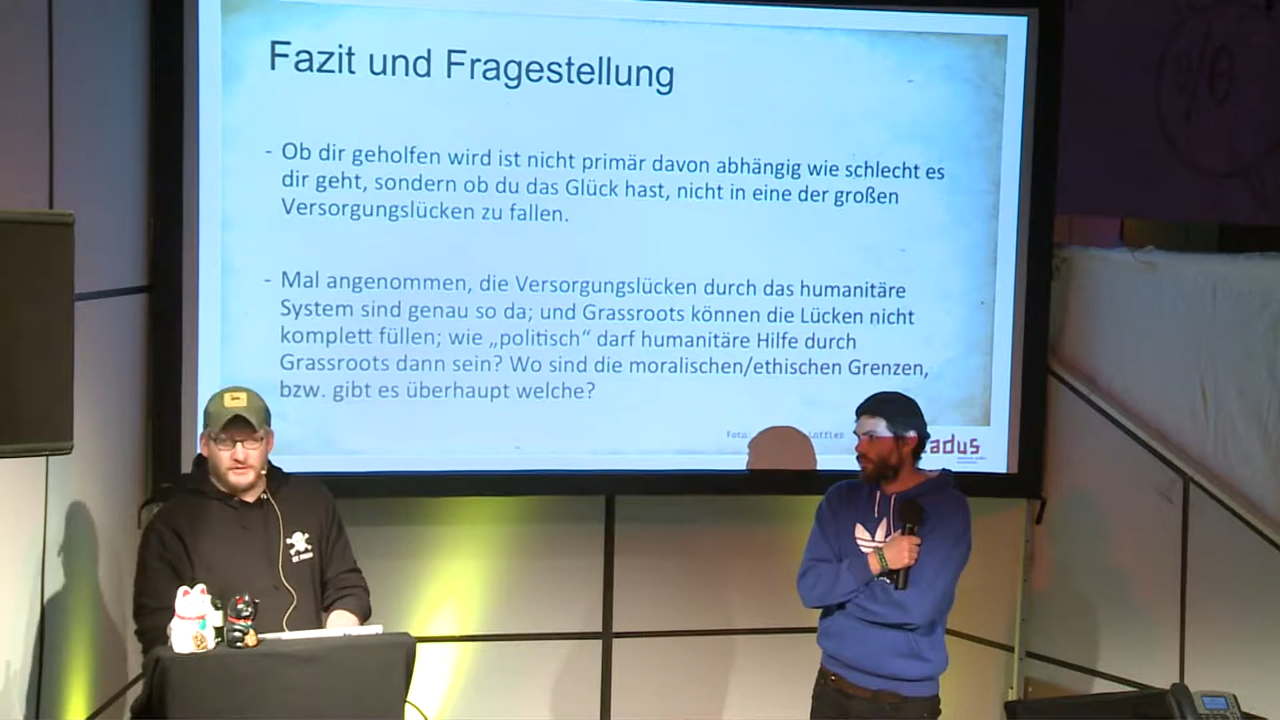 Fazit und Fragestellung
- Ob dir geholfen wird ist nicht primär davon abhängig wie schlecht es
dir geht, sondern ob du das Glück hast, nicht in eine der großen
Versorgungslücken zu fallen.
- Mal angenommen, die Versorgungslücken durch das humanitäre
System sind genau so da; und Grassroots können die Lücken nicht
komplett füllen; wie „politisch“ darf humanitäre Hilfe durch
Grassroots dann sein? Wo sind die moralischen/ethischen Grenzen,
bzw. gibt es überhaupt welche?
Foto
adus